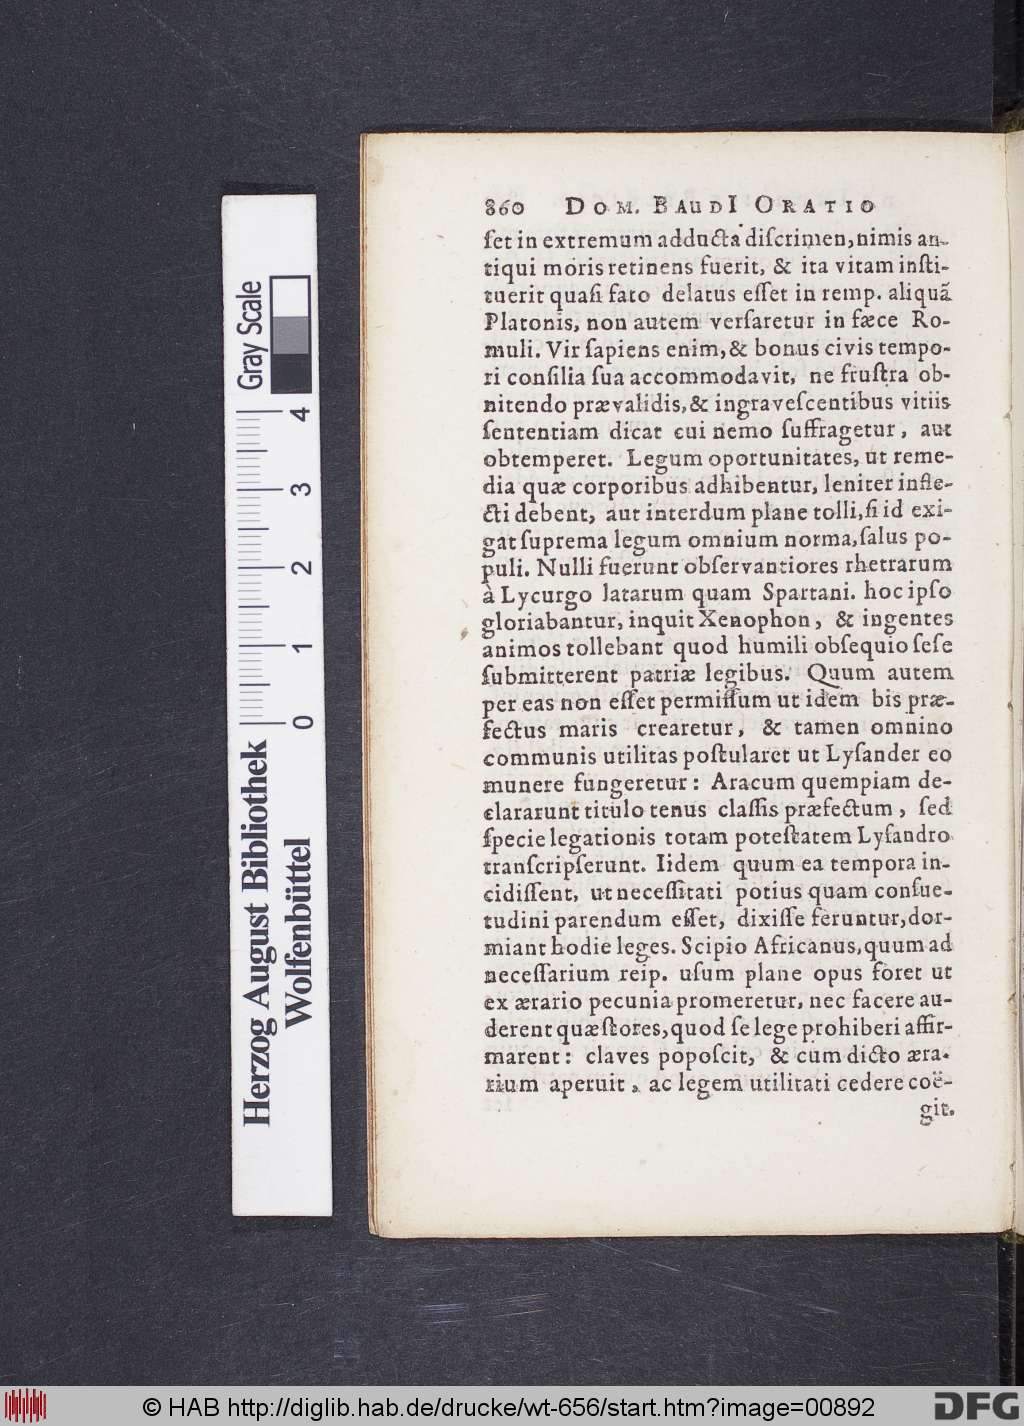 860 DOM. BAUDI ORATIO
ſet in extremum adducta diſcrimen, nimis an-
tiqui moris retinens fuerit, & ita vitam inſti-
tuerit quaſi fato delatus eſſet in remp. aliquã
Platonis, non autem verſaretur in fæce Ro-
muli. Vir ſapiens enim, & bonus civis tempo-
ri conſilia ſua accommodavit, ne fruſtra ob-
nitendo prævalidis, & ingraveſcentibus vitiis
ſententiam dicat cui nemo ſuffragetur, aut
obtemperet. Legum oportunitates, ut reme-
dia quæ corporibus adhibentur, leniter infle-
cti debent, aut interdum plane tolli, ſi id exi-
gat ſuprema legum omnium norma, ſalus po-
puli. Nulli fuerunt obſervantiores rhetrarum
à Lycurgo latarum quam Spartani. hoc ipſo
gloriabantur, inquit Xenophon, & ingentes
animos tollebant quod humili obſequio ſeſe
ſubmitterent patriæ legibus. Quum autem
per eas non eſſet permiſſum ut idem bis præ-
fectus maris crearetur, & tamen omnino
communis utilitas poſtularet ut Lyſander eo
munere fungeretur: Aracum quempiam de-
clararunt titulo tenus claſſis præfectum, ſed
ſpecie legationis totam poteſtatem Lyſandro
tranſcripſerunt. Iidem quum ea tempora in-
cidiſſent, ut neceſſitati potius quam conſue-
tudini parendum eſſet, dixiſſe feruntur, dor-
miant hodie leges. Scipio Africanus, quum ad
neceſſarium reip. uſum plane opus foret ut
ex ærario pecunia promeretur, nec facere au-
derent quæſtores, quod ſe lege prohiberi affir-
marent: claves popoſcit, & cum dicto æra-
rium aperuit, ac legem utilitati cedere coë-
git.
Gray Scale
4
3
2
1
0
Herzog August Bibliothek
Wolfenbüttel
© HAB http://diglib.hab.de/drucke/wt-656/start.htm?image=00892
DFG